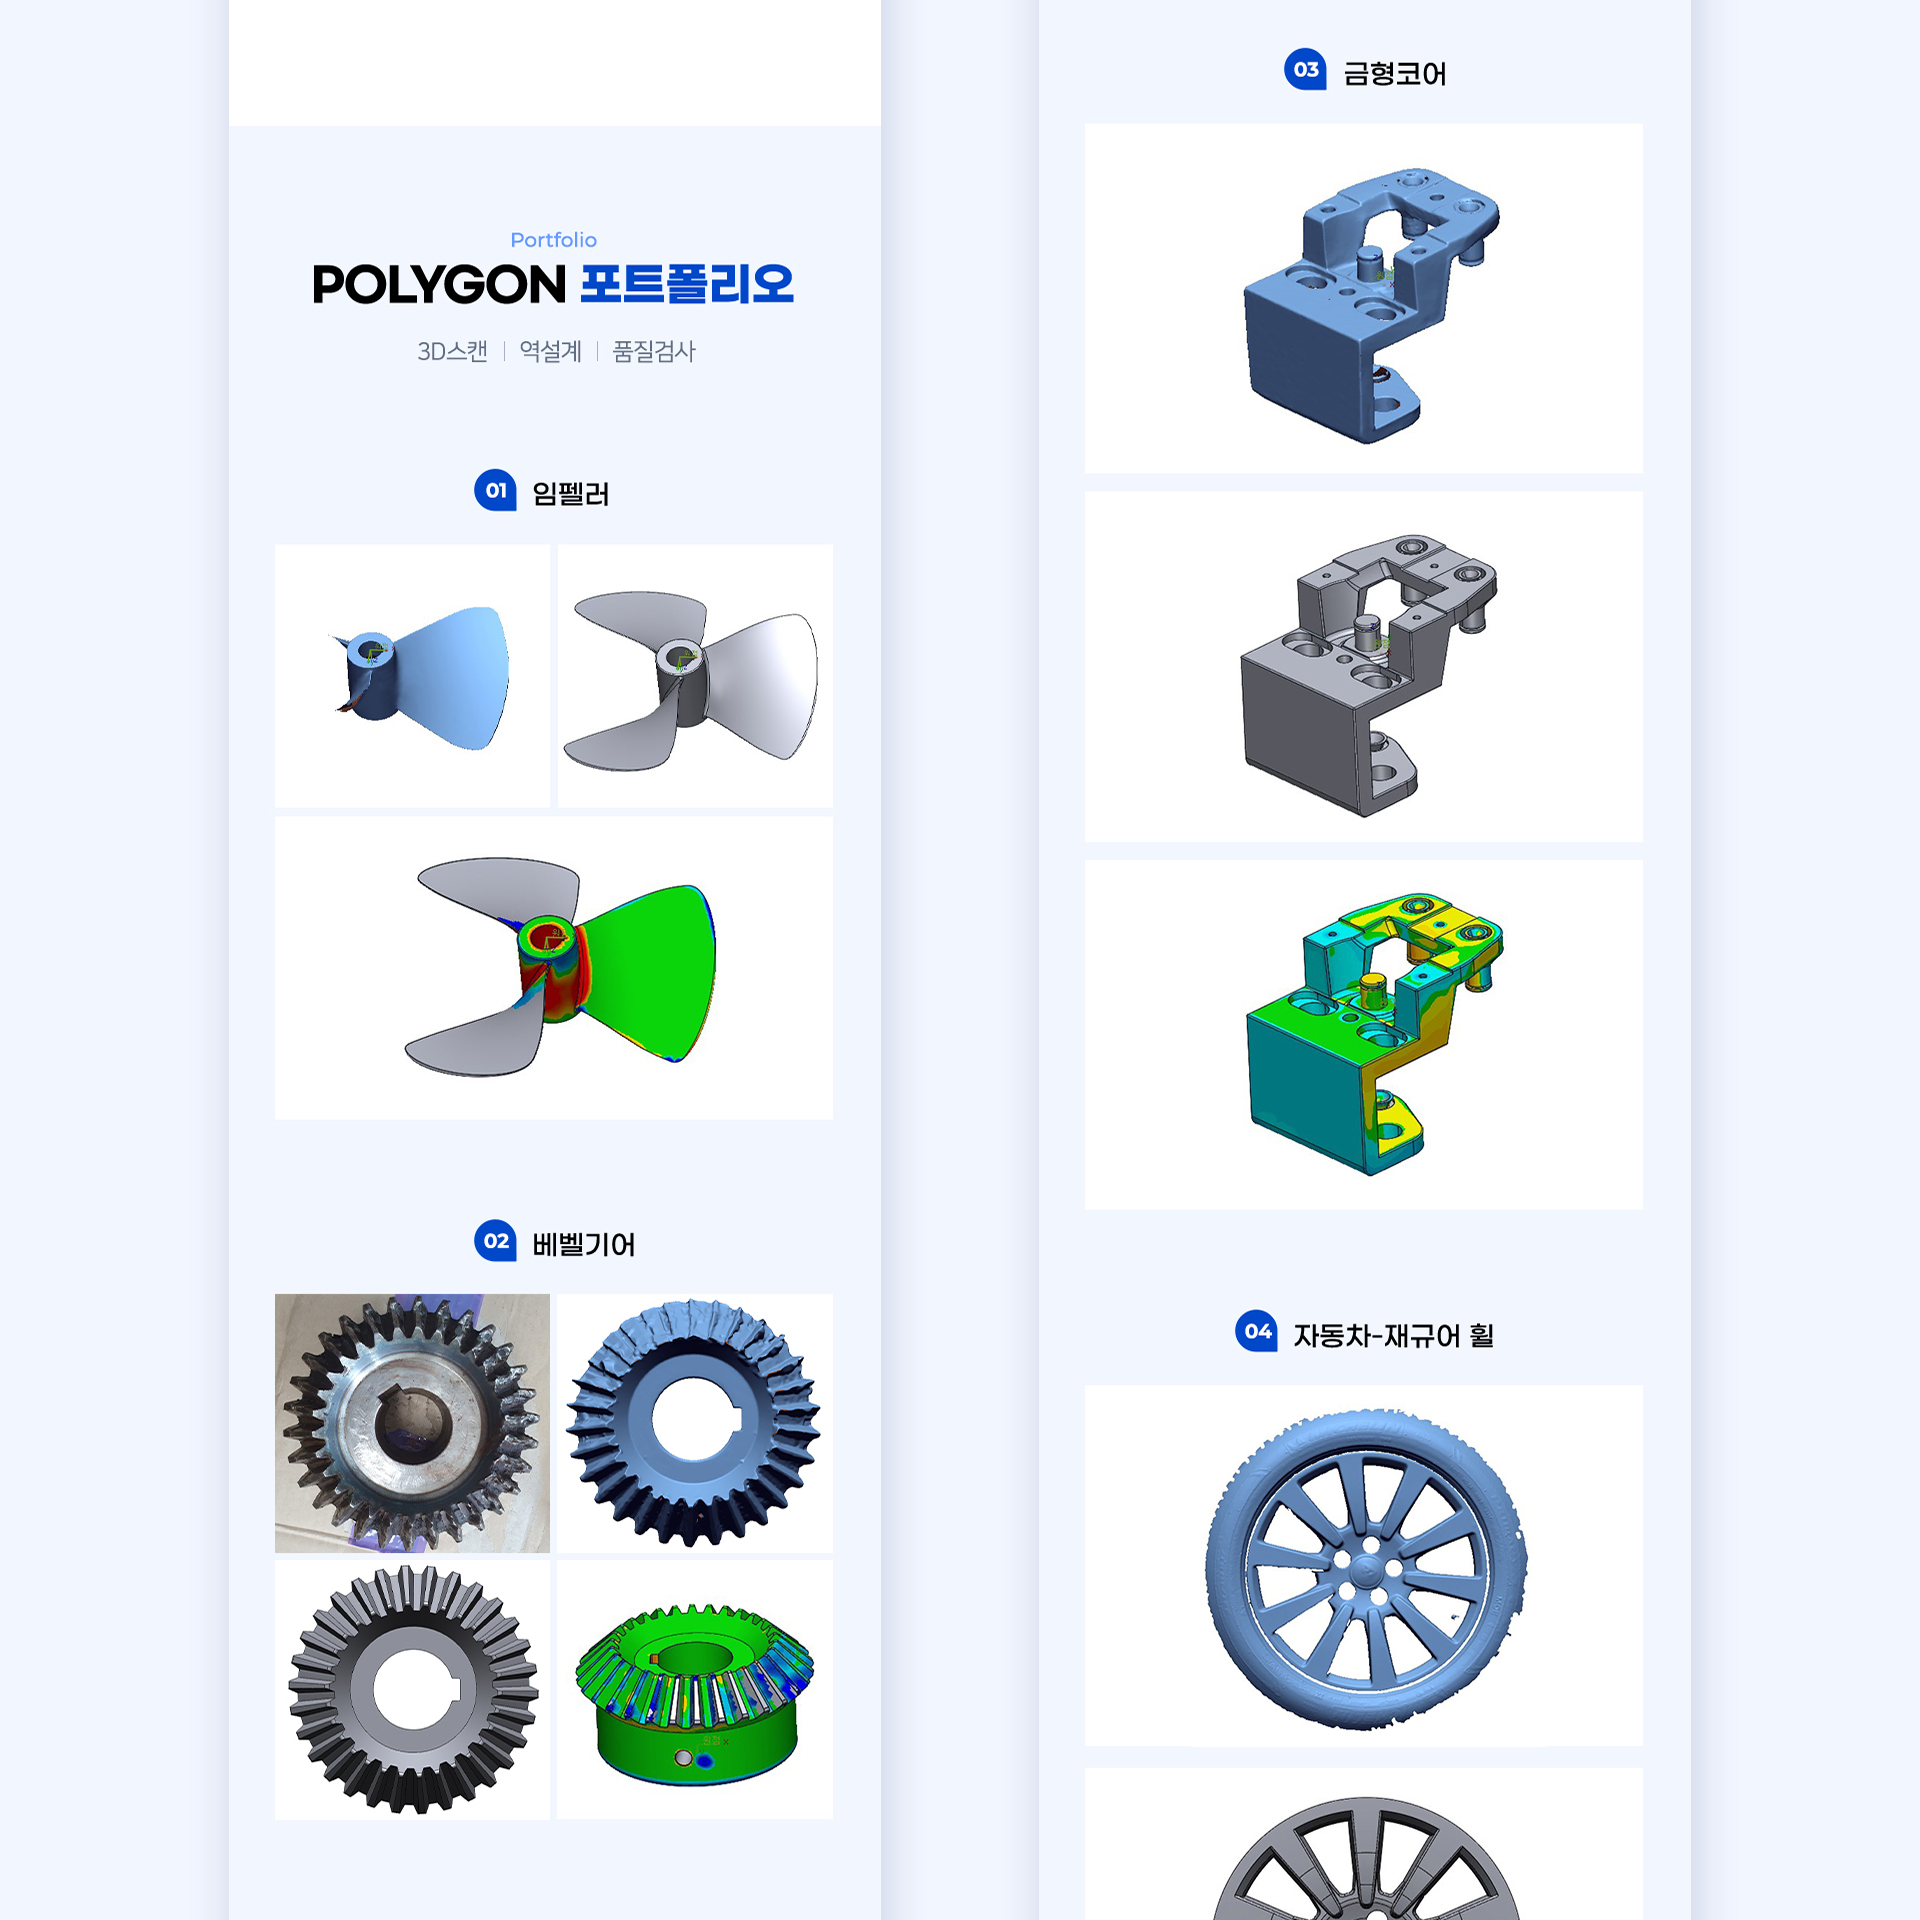 Portfolio
POLYGON 포트폴리오
3D스캔 | 역설계 | 품질검사
01 임펠러
02 베벨기어
03 금형코어
04 자동차-재규어 휠